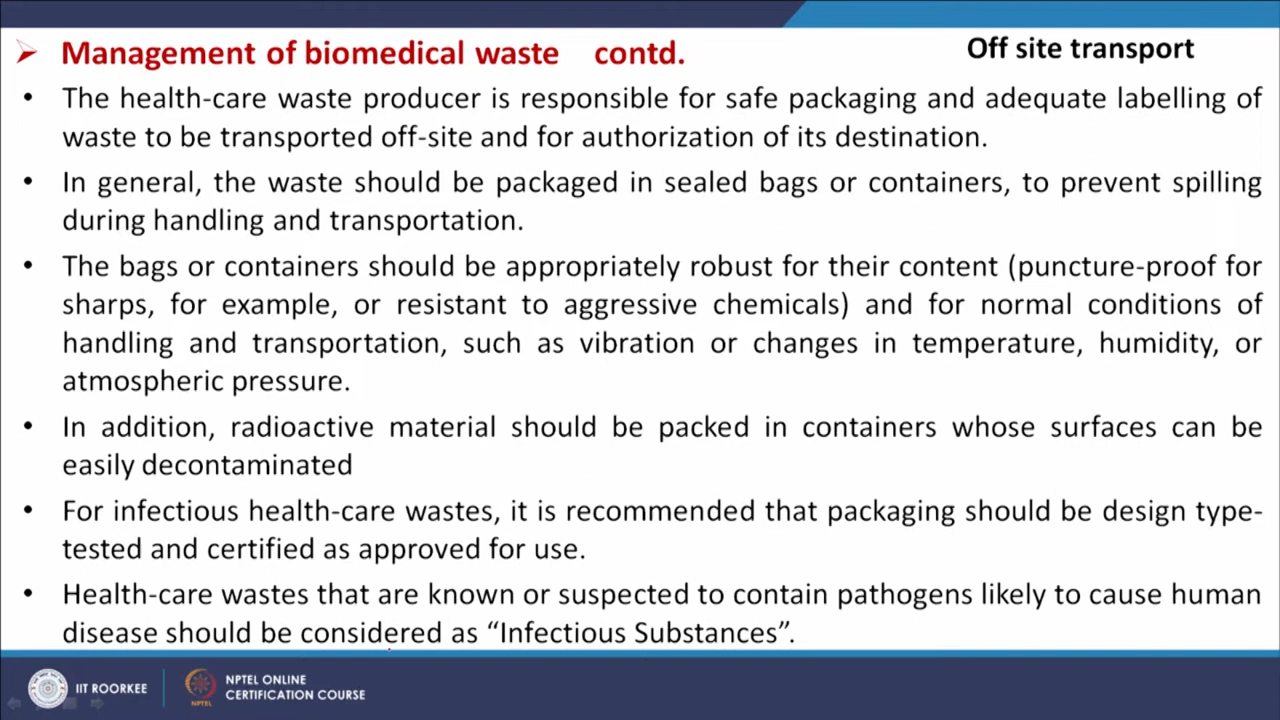 Management of biomedical waste contd.
Off site transport
• The health-care waste producer is responsible for safe packaging and adequate labelling of
waste to be transported off-site and for authorization of its destination.
• In general, the waste should be packaged in sealed bags or containers, to prevent spilling
during handling and transportation.
• The bags or containers should be appropriately robust for their content (puncture-proof for
sharps, for example, or resistant to aggressive chemicals) and for normal conditions of
handling and transportation, such as vibration or changes in temperature, humidity, or
atmospheric pressure.
• In addition, radioactive material should be packed in containers whose surfaces can be
easily decontaminated
• For infectious health-care wastes, it is recommended that packaging should be design type-
tested and certified as approved for use.
• Health-care wastes that are known or suspected to contain pathogens likely to cause human
disease should be considered as “Infectious Substances”.
IIT ROORKEE
NPTEL
NPTEL ONLINE
CERTIFICATION COURSE